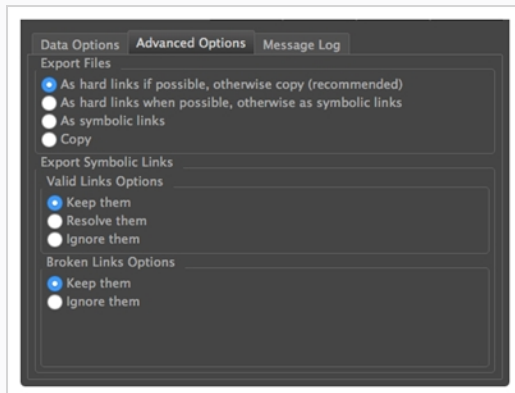 Data Options Advanced Options Message Log
Export Files
As hard links if possible, otherwise copy (recommended)
As hard links when possible, otherwise as symbolic links
As symbolic links
Copy
Export Symbolic Links
Valid Links Options
Keep them
Resolve them
Ignore them
Broken Links Options
Keep them
Ignore them